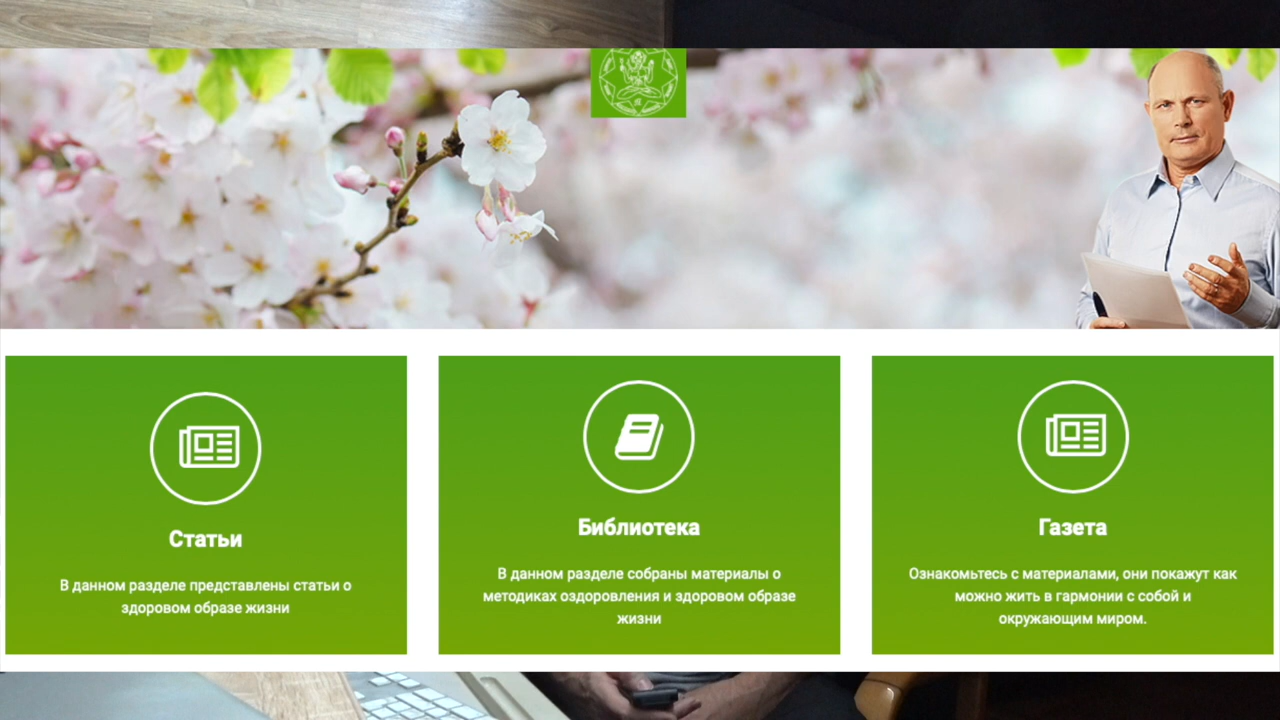 Статьи
В данном разделе представлены статьи о
здоровом образе жизни
Библиотека
В данном разделе собраны материалы о
методиках оздоровления и здоровом образе
жизни
Газета
Ознакомьтесь с материалами, они покажут как
можно жить в гармонии с собой и
окружающим миром.